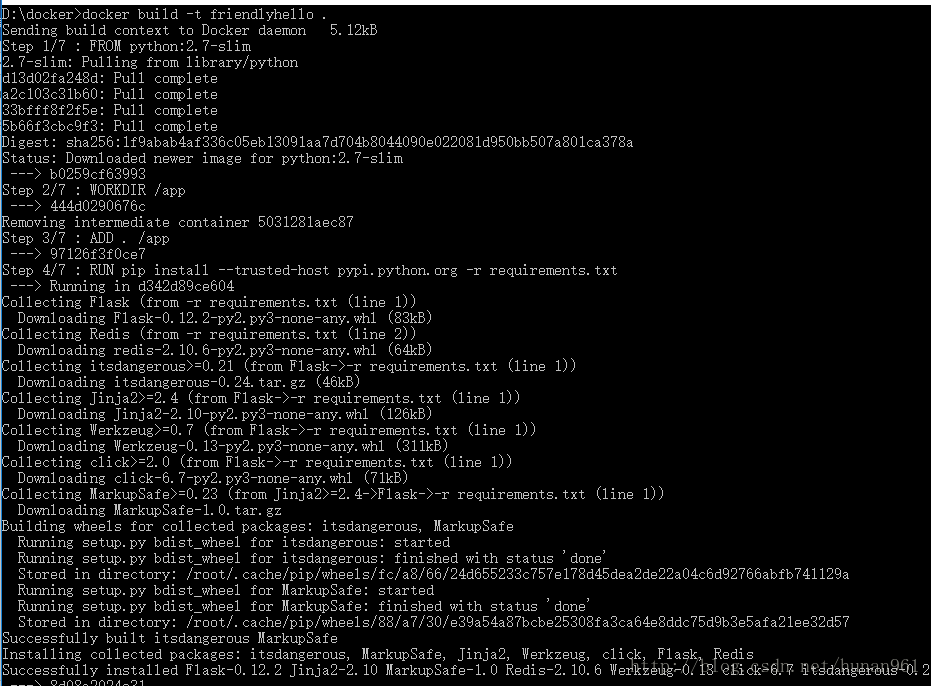 D:\docker>docker build -t friendlyhello .
Sending build context to Docker daemon   5.12kB
Step 1/7 : FROM python:2.7-slim
2.7-slim: Pulling from library/python
d13d02fa248d: Pull complete
a2c103c31b60: Pull complete
33bfff8f2f5e: Pull complete
5b66f3cbc9f3: Pull complete
Digest: sha256:1f9abab4af336c05eb13091aa7d704b8044090e022081d950bb507a801ca378a
Status: Downloaded newer image for python:2.7-slim
 ---> b0259cf63993
Step 2/7 : WORKDIR /app
 ---> 444d0290676c
Removing intermediate container 5031281aec87
Step 3/7 : ADD . /app
 ---> 97126f3f0ce7
Step 4/7 : RUN pip install --trusted-host pypi.python.org -r requirements.txt
 ---> Running in d342d89ce604
Collecting Flask (from -r requirements.txt (line 1))
  Downloading Flask-0.12.2-py2.py3-none-any.whl (83kB)
Collecting Redis (from -r requirements.txt (line 2))
  Downloading redis-2.10.6-py2.py3-none-any.whl (64kB)
Collecting itsdangerous>=0.21 (from Flask->-r requirements.txt (line 1))
  Downloading itsdangerous-0.24.tar.gz (46kB)
Collecting Jinja2>=2.4 (from Flask->-r requirements.txt (line 1))
  Downloading Jinja2-2.10-py2.py3-none-any.whl (126kB)
Collecting Werkzeug>=0.7 (from Flask->-r requirements.txt (line 1))
  Downloading Werkzeug-0.13-py2.py3-none-any.whl (311kB)
Collecting click>=2.0 (from Flask->-r requirements.txt (line 1))
  Downloading click-6.7-py2.py3-none-any.whl (71kB)
Collecting MarkupSafe>=0.23 (from Jinja2>=2.4->Flask->-r requirements.txt (line 1))
  Downloading MarkupSafe-1.0.tar.gz
Building wheels for collected packages: itsdangerous, MarkupSafe
  Running setup.py bdist_wheel for itsdangerous: started
  Running setup.py bdist_wheel for itsdangerous: finished with status 'done'
  Stored in directory: /root/.cache/pip/wheels/fc/a8/66/24d655233c757e178d45dea2de22a04c6d92766abfb741129a
  Running setup.py bdist_wheel for MarkupSafe: started
  Running setup.py bdist_wheel for MarkupSafe: finished with status 'done'
  Stored in directory: /root/.cache/pip/wheels/88/a7/30/e39a54a87bcbe25308fa3ca64e8ddc75d9b3e5afa21ee32d57
Successfully built itsdangerous MarkupSafe
Installing collected packages: itsdangerous, MarkupSafe, Jinja2, Werkzeug, click, Flask, Redis
Successfully installed Flask-0.12.2 Jinja2-2.10 MarkupSafe-1.0 Redis-2.10.6 Werkzeug-0.13 click-6.7 itsdangerous-0.2